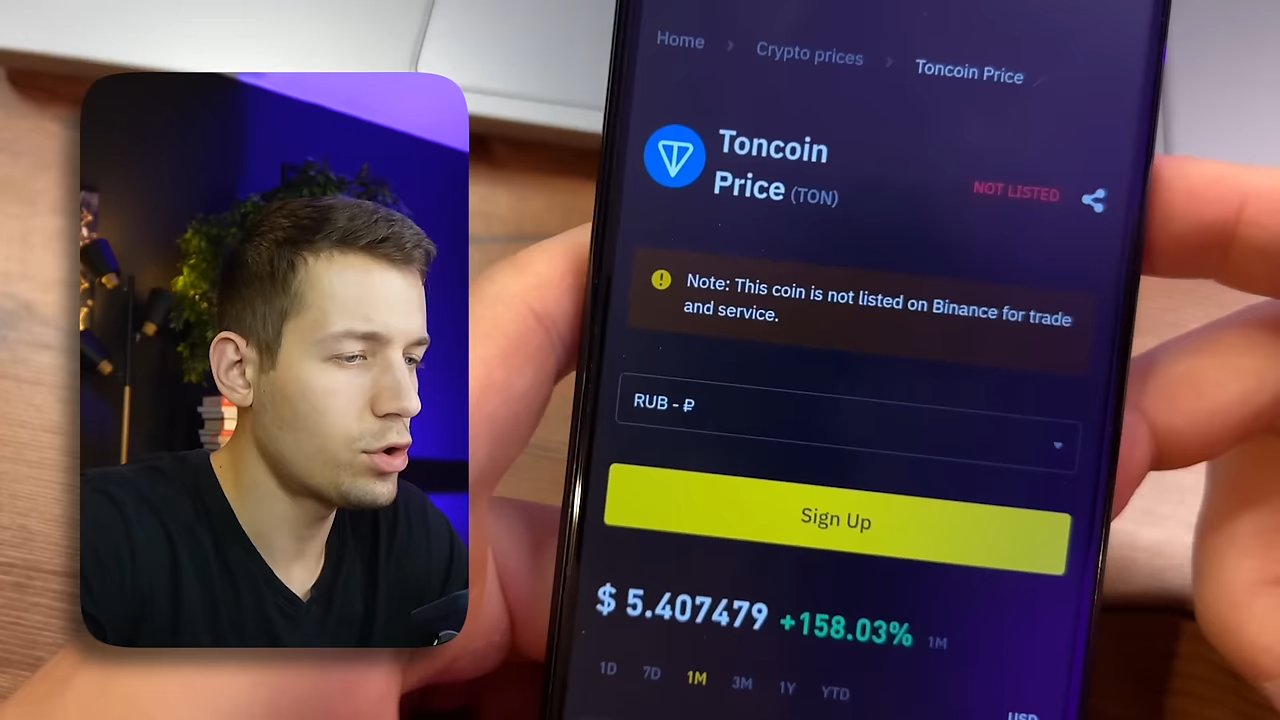 Home > Crypto prices > Toncoin Price
Toncoin
Price (TON)
NOT LISTED
Note: This coin is not listed on Binance for trade
and service.
RUB - ₽
Sign Up
$ 5.407479 +158.03% 1M
1D 7D 1M 3M 1Y YTD
USD